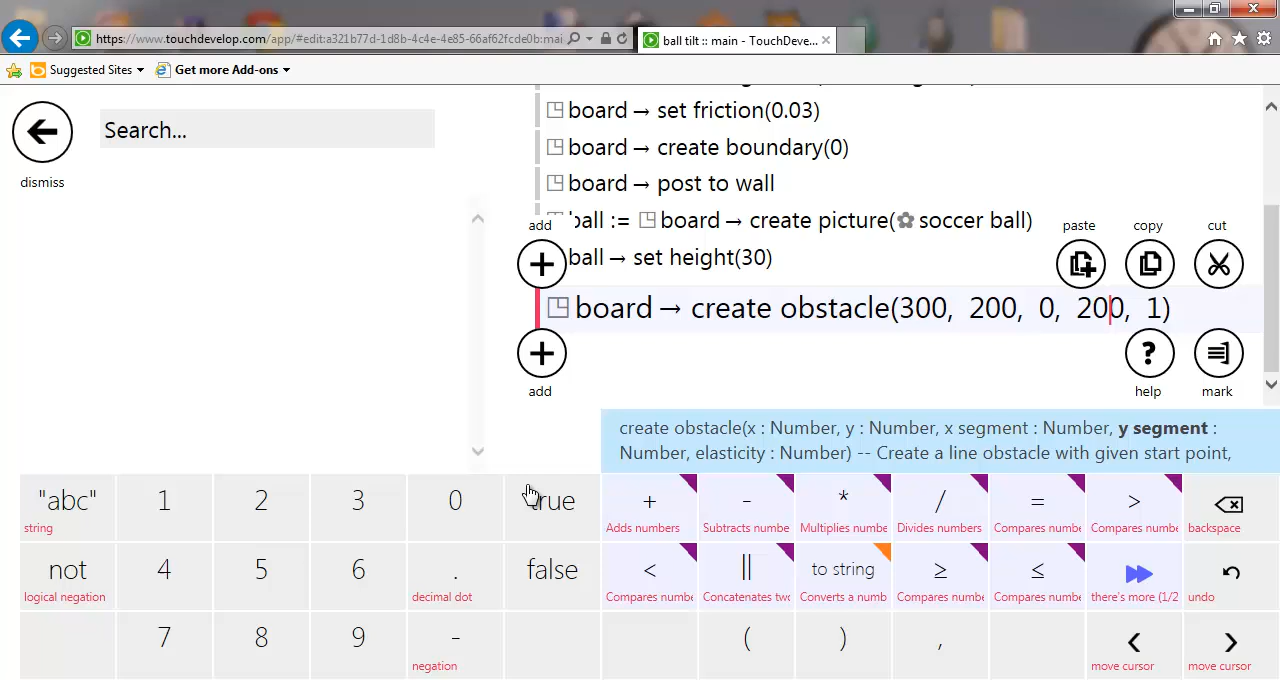 https://www.touchdevelop.com/app/#edit:a321b77d-1d8b-4c4e-4e85-66af62fcde0b:mai
ball tilt :: main - TouchDeve...
Suggested Sites
Get more Add-ons
dismiss
Search...
board → set friction(0.03)
board → create boundary(0)
board → post to wall
ball := board → create picture(soccer ball)
ball → set height(30)
board → create obstacle(300, 200, 0, 200, 1)
add
paste
copy
cut
add
help
mark
create obstacle(x : Number, y : Number, x segment : Number, y segment :
Number, elasticity : Number) -- Create a line obstacle with given start point,
"abc" 1 2 3 0 true + - * / = >
string Adds numbers Subtracts numbe Multiplies numbe Divides numbers Compares numbe Compares numbe backspace
not 4 5 6 . false < || to string ≥ ≤
logical negation decimal dot Compares numbe Concatenates two Converts a numb Compares numbe Compares numbe there's more (1/2 undo
7 8 9 - ( ) , ‹ ›
negation move cursor move cursor